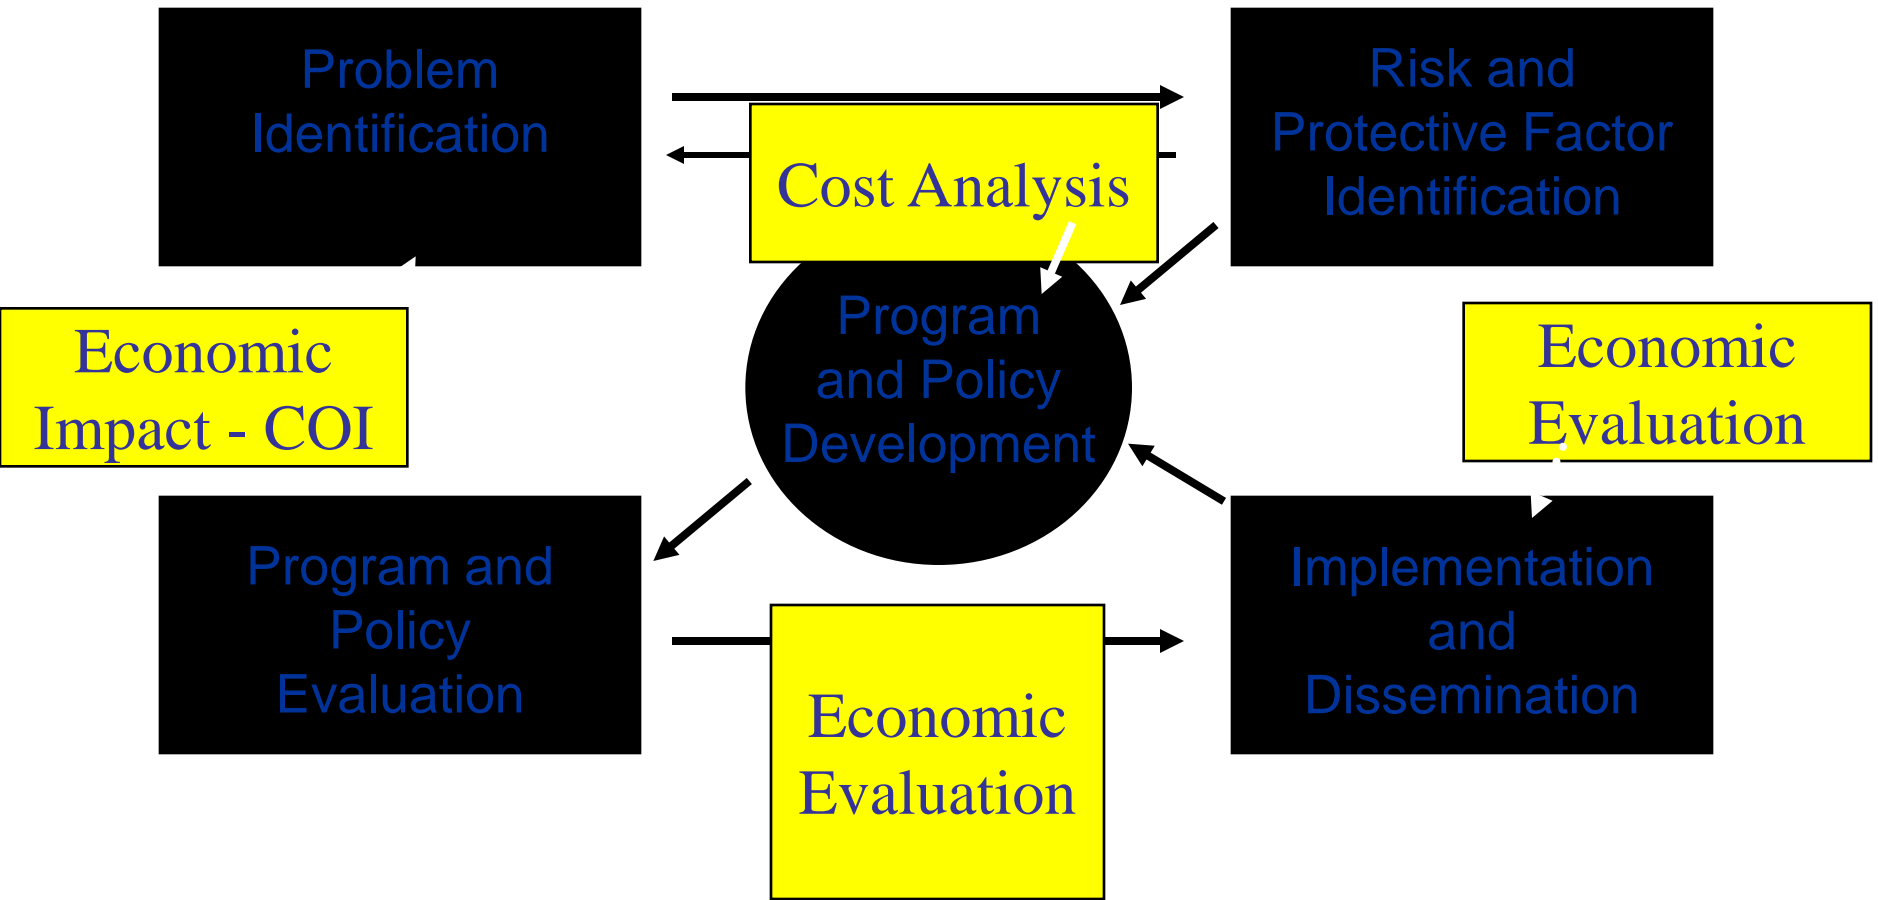 Problem
Identification
Risk and
Protective Factor
Identification
Cost Analysis
Economic
Impact - COI
Program
and Policy
Development
Economic
Evaluation
Program and
Policy
Evaluation
Economic
Evaluation
Implementation
and
Dissemination